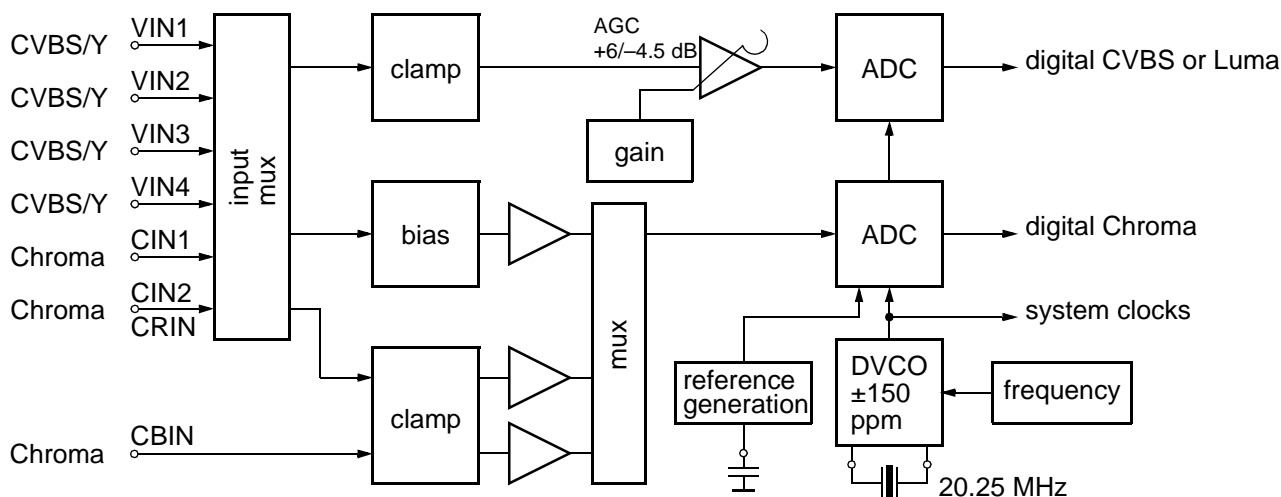 CVBS/Y VIN1
CVBS/Y VIN2
CVBS/Y VIN3
CVBS/Y VIN4
Chroma CIN1
Chroma CIN2
CRIN
Chroma CBIN
input
mux
clamp
AGC
+6/–4.5 dB
gain
ADC
digital CVBS or Luma
bias
mux
ADC
digital Chroma
system clocks
clamp
reference
generation
DVCO
±150
ppm
frequency
20.25 MHz